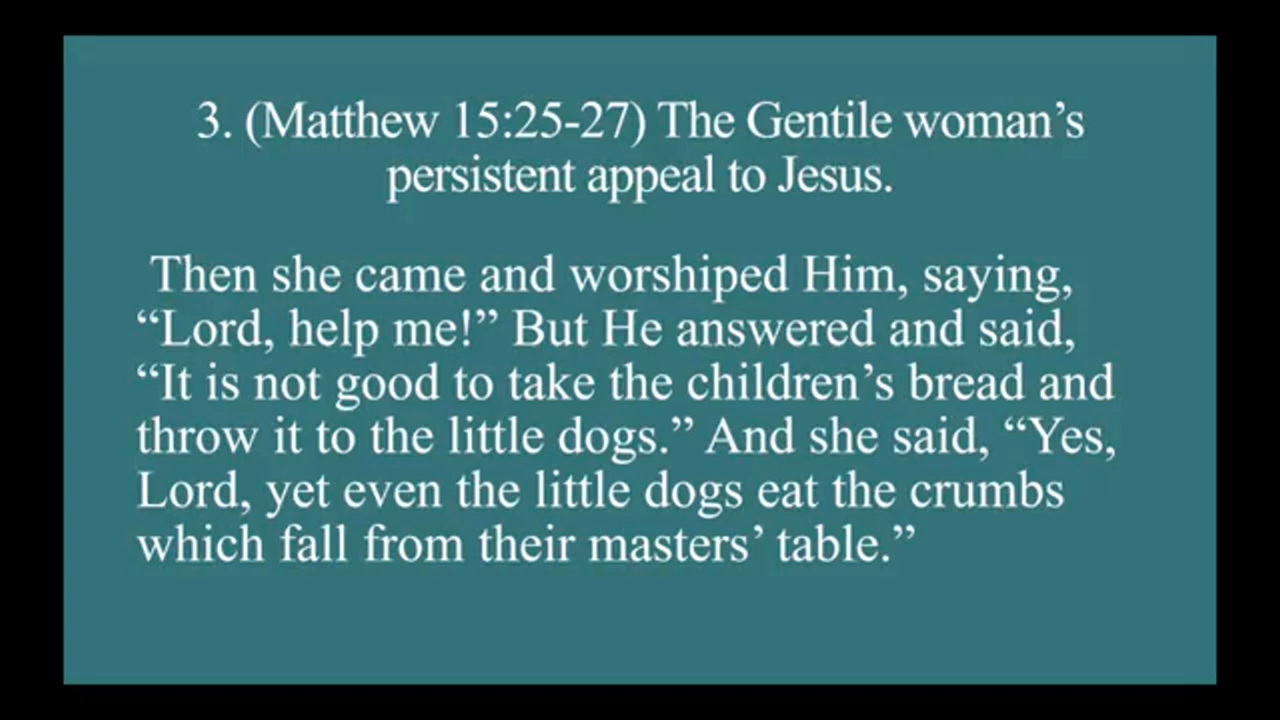 3. (Matthew 15:25-27) The Gentile woman’s
persistent appeal to Jesus.
Then she came and worshiped Him, saying,
“Lord, help me!” But He answered and said,
“It is not good to take the children’s bread and
throw it to the little dogs.” And she said, “Yes,
Lord, yet even the little dogs eat the crumbs
which fall from their masters’ table.”